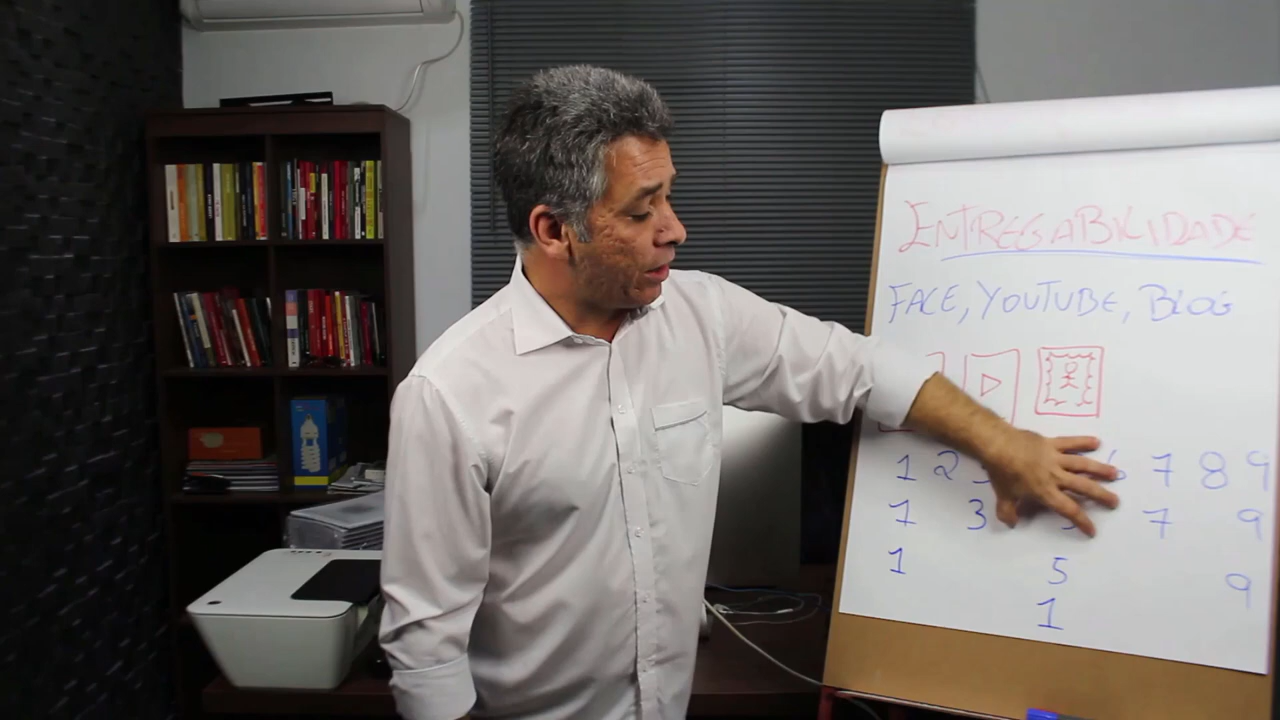 ENTREGABILIDADE
FACE, YOUTUBE, BLOG
1 2 7 8 9
1 3 7 9
1 5 9
1